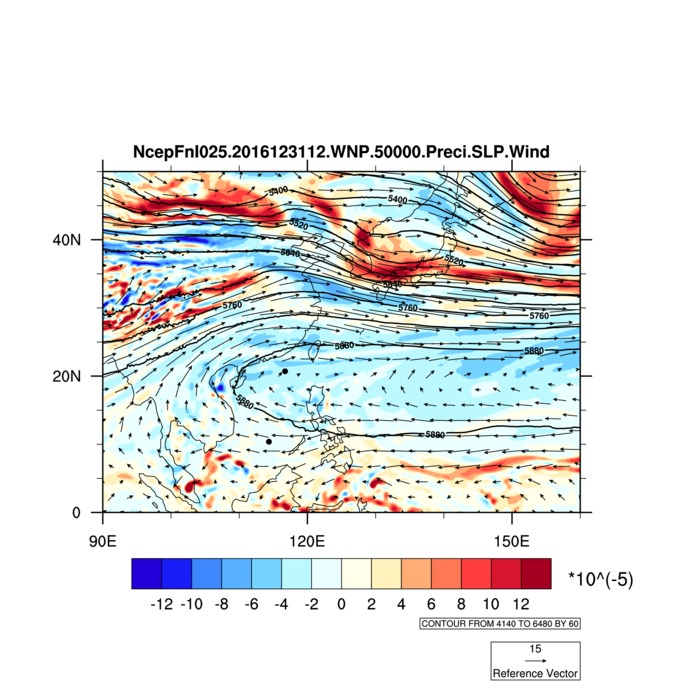 NcepFnl025.2016123112.WNP.50000.Preci.SLP.Wind
5400
5400
5520
5520
5640
5640
40N
5760
5760
5760
5880
5880
20N
5880
5880
0
90E 120E 150E
-12 -10 -8 -6 -4 -2 0 2 4 6 8 10 12
*10^(-5)
CONTOUR FROM 4140 TO 6480 BY 60
15
Reference Vector